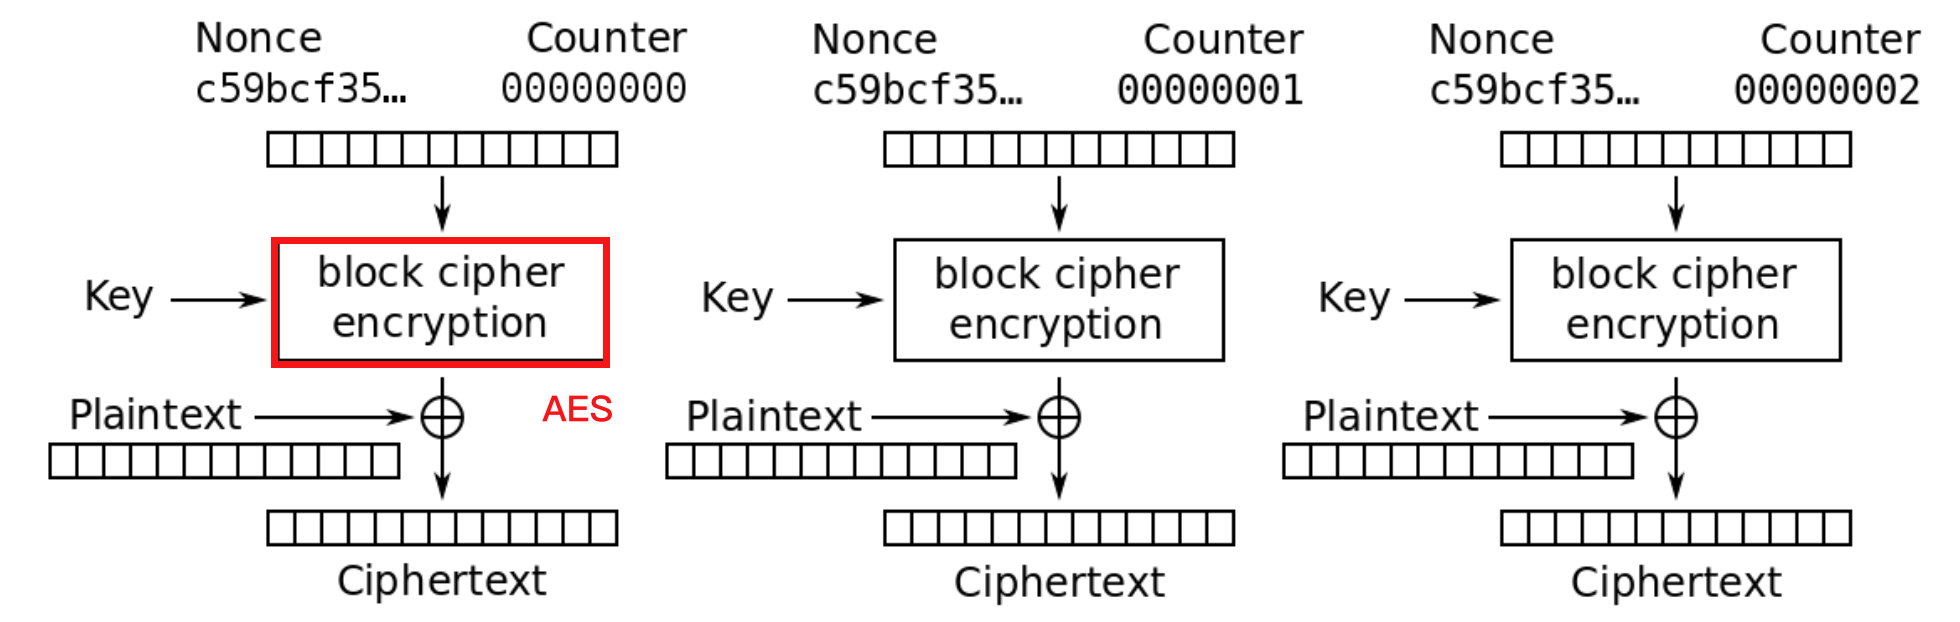 Nonce Counter
c59bcf35… 00000000
block cipher
encryption
Key
Plaintext
AES
Ciphertext
Nonce Counter
c59bcf35… 00000001
block cipher
encryption
Key
Plaintext
Ciphertext
Nonce Counter
c59bcf35… 00000002
block cipher
encryption
Key
Plaintext
Ciphertext